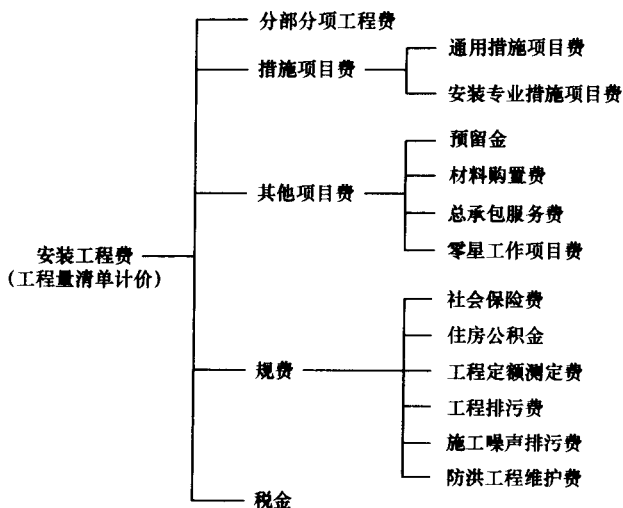 分部分项工程费
措施项目费
通用措施项目费
安装专业措施项目费
其他项目费
预留金
材料购置费
总承包服务费
零星工作项目费
安装工程费
(工程量清单计价)
规费
社会保险费
住房公积金
工程定额测定费
工程排污费
施工噪声排污费
防洪工程维护费
税金